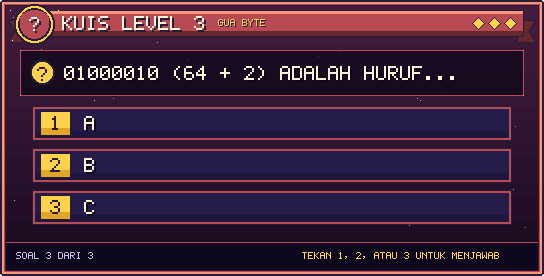 ? KUIS LEVEL 3 GUA BYTE
? 01000010 (64 + 2) ADALAH HURUF...
1 A
2 B
3 C
SOAL 3 DARI 3 TEKAN 1, 2, ATAU 3 UNTUK MENJAWAB